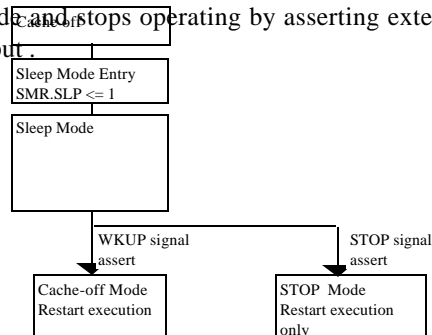 de and stops operating by asserting exte
Cache off
out .
Sleep Mode Entry
SMR.SLP <= 1
Sleep Mode
WKUP signal
assert
STOP signal
assert
Cache-off Mode
Restart execution
STOP Mode
Restart execution
only